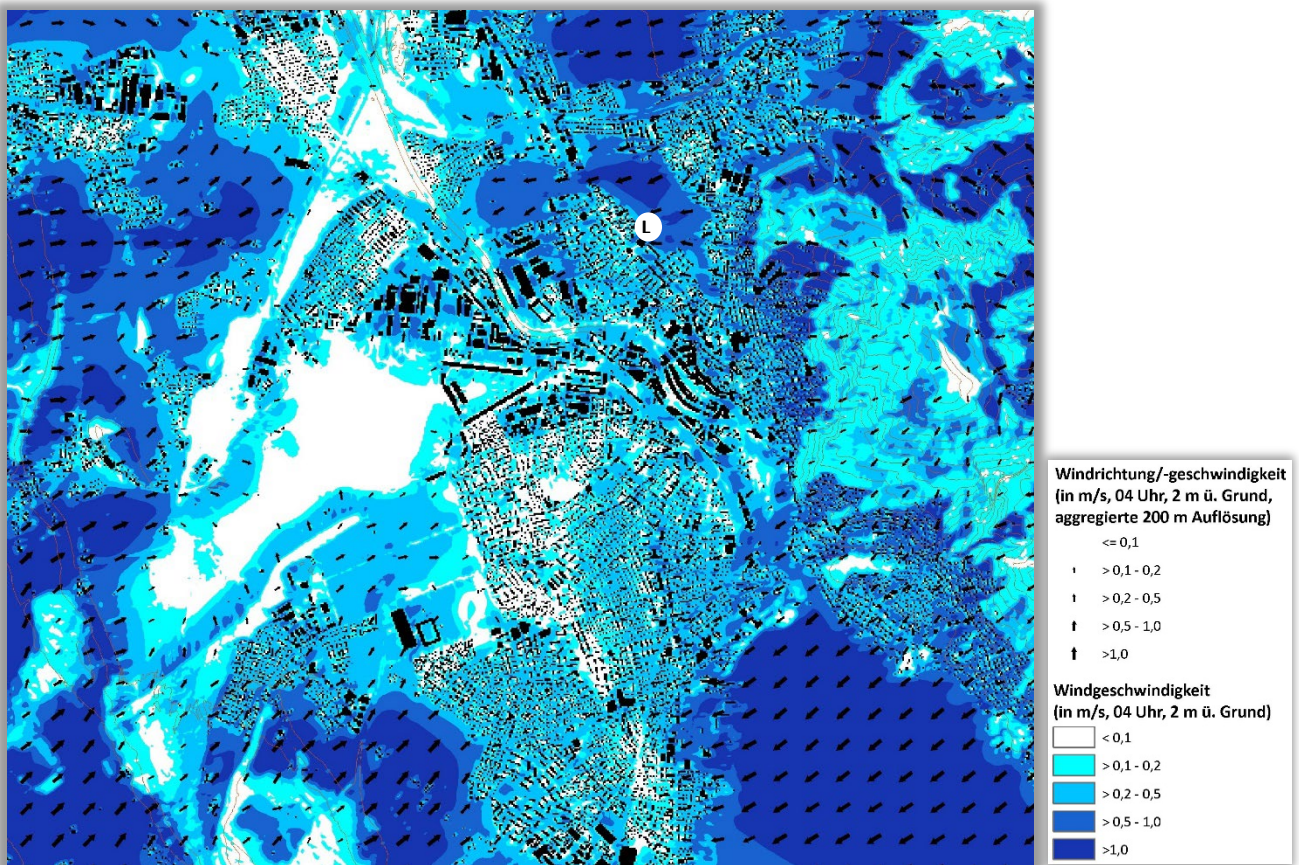 L
Windrichtung/-geschwindigkeit
(in m/s, 04 Uhr, 2 m ü. Grund,
aggregierte 200 m Auflösung)
<= 0,1
> 0,1 - 0,2
> 0,2 - 0,5
> 0,5 - 1,0
>1,0
Windgeschwindigkeit
(in m/s, 04 Uhr, 2 m ü. Grund)
< 0,1
> 0,1 - 0,2
> 0,2 - 0,5
> 0,5 - 1,0
>1,0